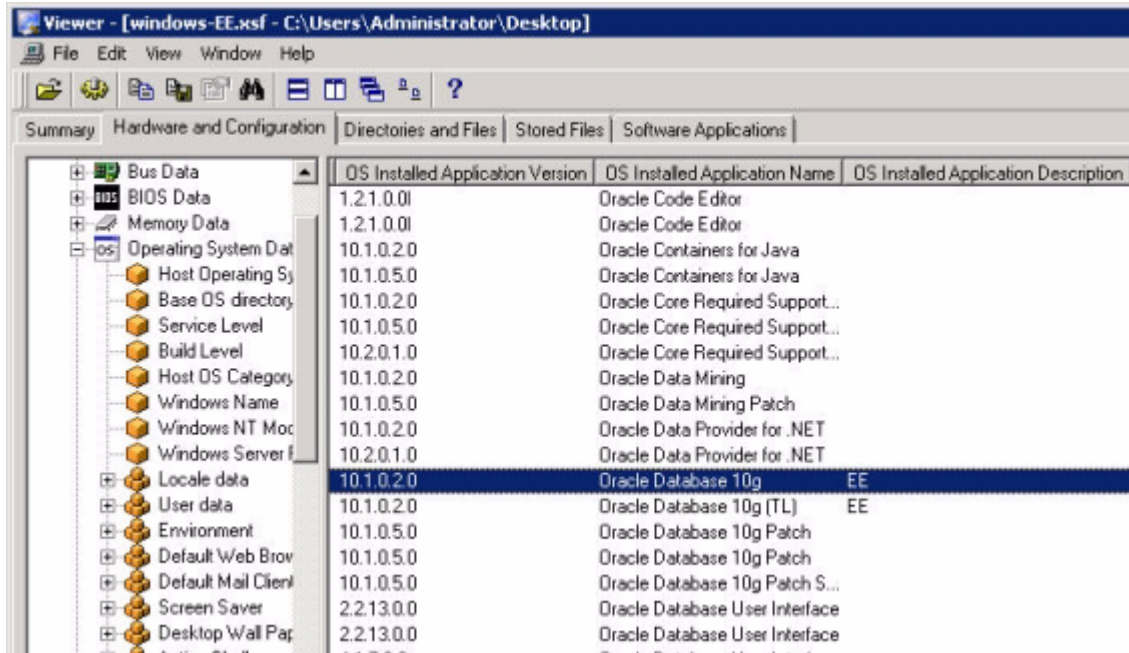 Viewer - [windows-EE.xsf - C:\Users\Administrator\Desktop]
File Edit View Window Help
?
Summary Hardware and Configuration Directories and Files Stored Files Software Applications
Bus Data
BIOS BIOS Data
Memory Data
OS Operating System Dat
Host Operating Sy
Base OS directory
Service Level
Build Level
Host OS Category
Windows Name
Windows NT Moc
Windows Server
Locale data
User data
Environment
Default Web Brow
Default Mail Client
Screen Saver
Desktop Wall Pap
OS Installed Application Version OS Installed Application Name OS Installed Application Description
1.2.1.0.0I Oracle Code Editor
1.2.1.0.0I Oracle Code Editor
10.1.0.2.0 Oracle Containers for Java
10.1.0.5.0 Oracle Containers for Java
10.1.0.2.0 Oracle Core Required Support...
10.1.0.5.0 Oracle Core Required Support...
10.2.0.1.0 Oracle Core Required Support...
10.1.0.2.0 Oracle Data Mining
10.1.0.5.0 Oracle Data Mining Patch
10.1.0.2.0 Oracle Data Provider for .NET
10.2.0.1.0 Oracle Data Provider for .NET
10.1.0.2.0 Oracle Database 10g EE
10.1.0.2.0 Oracle Database 10g (TL) EE
10.1.0.5.0 Oracle Database 10g Patch
10.1.0.5.0 Oracle Database 10g Patch
10.1.0.5.0 Oracle Database 10g Patch S...
2.2.13.0.0 Oracle Database User Interface
2.2.13.0.0 Oracle Database User Interface